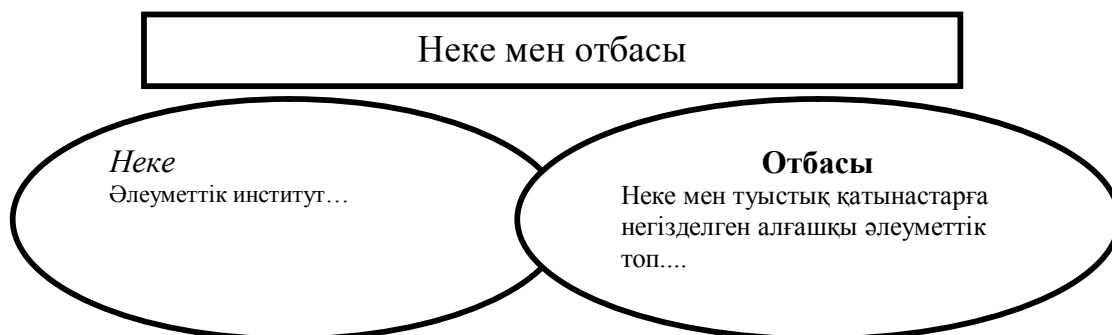 Неке мен отбасы
Неке
Әлеуметтік институт…
Отбасы
Неке мен туыстық қатынастарға
негізделген алғашқы әлеуметтік
топ....